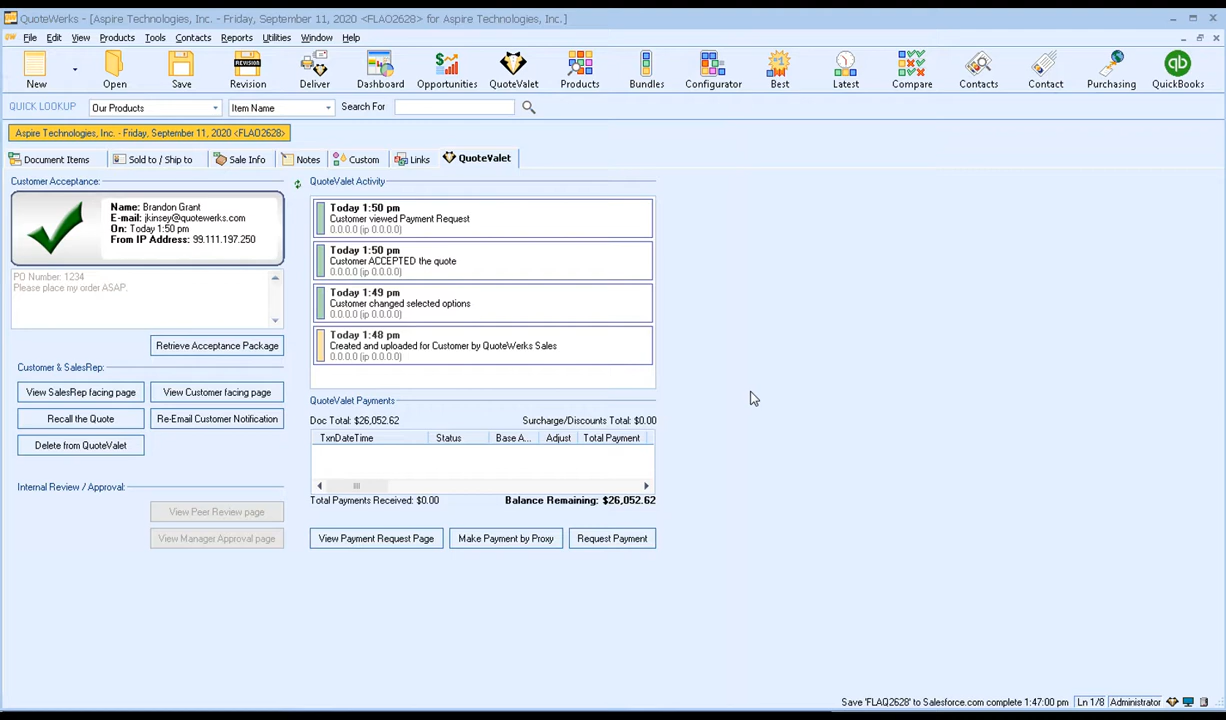 QuoteWerks - [Aspire Technologies, Inc. - Friday, September 11, 2020 <FLAO2628> for Aspire Technologies, Inc.]
File Edit View Products Tools Contacts Reports Utilities Window Help
REVISION
#1
qb
New Open Save Revision Deliver Dashboard Opportunities QuoteValet Products Bundles Configurator Best Latest Compare Contacts Contact Purchasing QuickBooks
QUICK LOOKUP Our Products Item Name Search For
Aspire Technologies, Inc. - Friday, September 11, 2020 <FLAO2628>
Document Items Sold to / Ship to Sale Info Notes Custom Links QuoteValet
Customer Acceptance:
Name: Brandon Grant
E-mail: jkinsey@quotewerks.com
On: Today 1:50 pm
From IP Address: 99.111.197.250
PO Number: 1234
Please place my order ASAP.
Retrieve Acceptance Package
Customer & SalesRep:
View SalesRep facing page View Customer facing page
Recall the Quote Re-Email Customer Notification
Delete from QuoteValet
Internal Review / Approval:
View Peer Review page
View Manager Approval page
QuoteValet Activity
Today 1:50 pm
Customer viewed Payment Request
0.0.0.0 (ip 0.0.0.0)
Today 1:50 pm
Customer ACCEPTED the quote
0.0.0.0 (ip 0.0.0.0)
Today 1:49 pm
Customer changed selected options
0.0.0.0 (ip 0.0.0.0)
Today 1:48 pm
Created and uploaded for Customer by QuoteWerks Sales
0.0.0.0 (ip 0.0.0.0)
QuoteValet Payments
Doc Total: $26,052.62 Surcharge/Discounts Total: $0.00
TxnDateTime Status Base A... Adjust Total Payment
Total Payments Received: $0.00 Balance Remaining: $26,052.62
View Payment Request Page Make Payment by Proxy Request Payment
Save 'FLAO2628' to Salesforce.com complete 1:47:00 pm Ln 1/8 Administrator